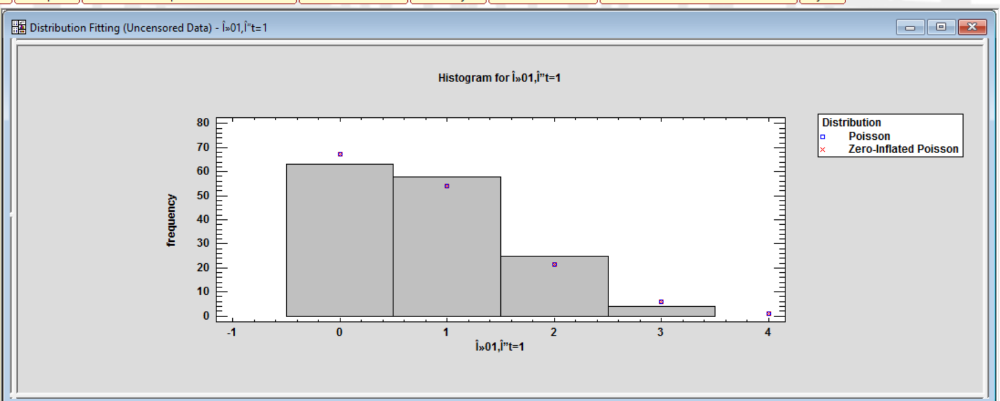 Distribution Fitting (Uncensored Data) - Î»01,Î"t=1
Histogram for Î»01,Î”t=1
Distribution
Poisson
Zero-Inflated Poisson
80
70
60
50
40
30
20
10
0
frequency
-1 0 1 2 3 4
Î»01,Î”t=1